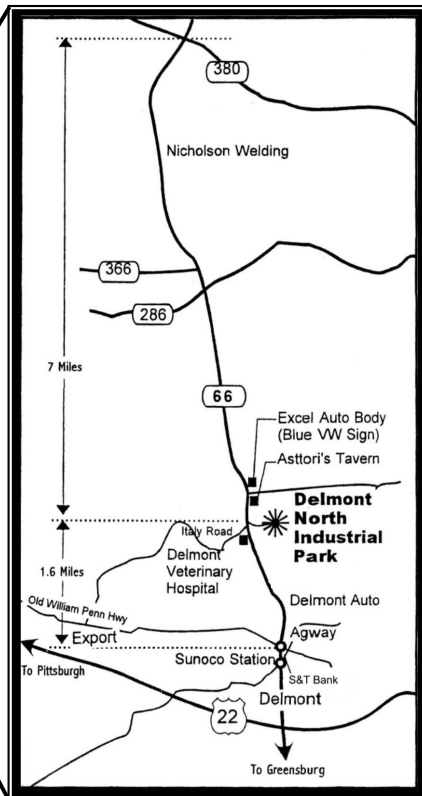 380
Nicholson Welding
366
286
7 Miles
66
Excel Auto Body
(Blue VW Sign)
Asttori's Tavern
Delmont
North
Industrial
Park
Italy Road
Delmont
Veterinary
Hospital
1.6 Miles
Delmont Auto
Old William Penn Hwy
Export
Agway
Sunoco Station
S&T Bank
To Pittsburgh
Delmont
22
To Greensburg